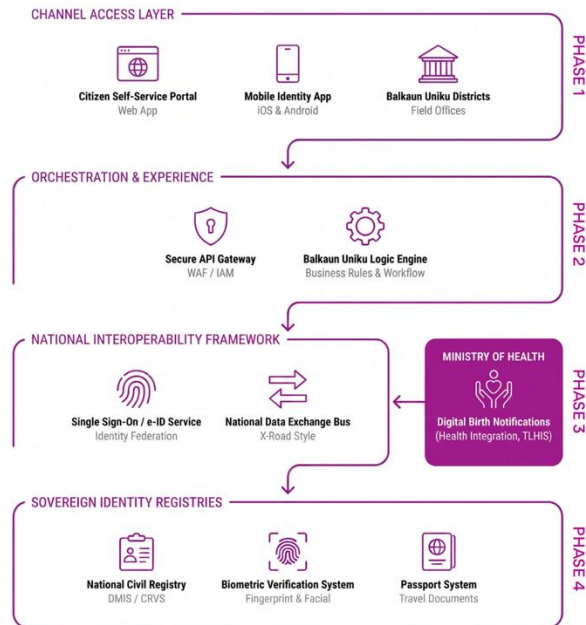 CHANNEL ACCESS LAYER
PHASE 1
Citizen Self-Service Portal
Web App
Mobile Identity App
iOS & Android
Balkaun Uniku Districts
Field Offices
ORCHESTRATION & EXPERIENCE
PHASE 2
Secure API Gateway
WAF / IAM
Balkaun Uniku Logic Engine
Business Rules & Workflow
NATIONAL INTEROPERABILITY FRAMEWORK
PHASE 3
Single Sign-On / e-ID Service
Identity Federation
National Data Exchange Bus
X-Road Style
MINISTRY OF HEALTH
Digital Birth Notifications
(Health Integration, TLHIS)
SOVEREIGN IDENTITY REGISTRIES
PHASE 4
National Civil Registry
DMIS / CRVS
Biometric Verification System
Fingerprint & Facial
Passport System
Travel Documents